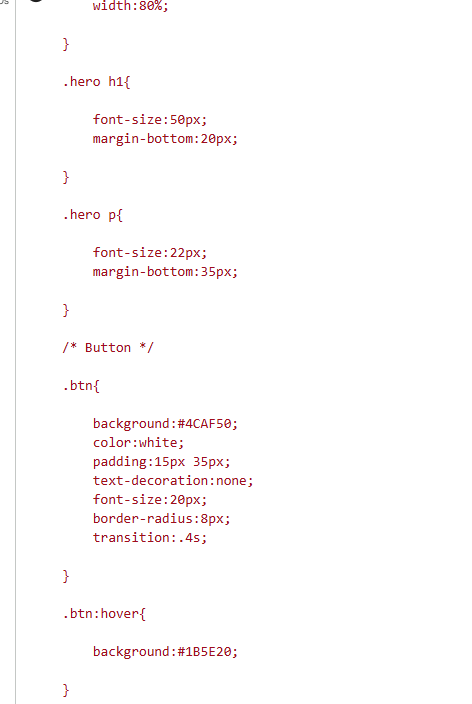 width:80%;
}
.hero h1{
font-size:50px;
margin-bottom:20px;
}
.hero p{
font-size:22px;
margin-bottom:35px;
}
/* Button */
.btn{
background:#4CAF50;
color:white;
padding:15px 35px;
text-decoration:none;
font-size:20px;
border-radius:8px;
transition:.4s;
}
.btn:hover{
background:#1B5E20;
}